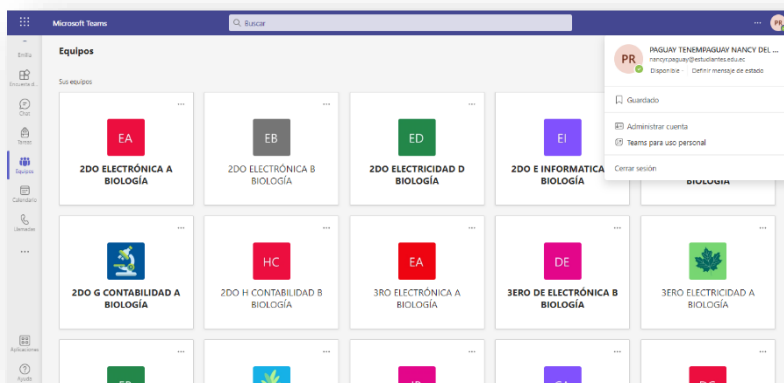 Microsoft Teams
Buscar
PR
Equipos
Sus equipos
Chat
Tareas
Equipos
Calendario
Llamadas
Aplicaciones
Ayuda
PR
PAGUAY TENEMPAGUAY NANCY DEL ...
Disponible
Definir mensaje de estado
Guardado
Administrar cuenta
Teams para uso personal
Cerrar sesión
EA
2DO ELECTRÓNICA A
BIOLOGÍA
EB
2DO ELECTRÓNICA B
BIOLOGÍA
ED
2DO ELECTRICIDAD D
BIOLOGÍA
EI
2DO E INFORMATICA
BIOLOGÍA
BIOLOGÍA
2DO G CONTABILIDAD A
BIOLOGÍA
HC
2DO H CONTABILIDAD B
BIOLOGÍA
EA
3RO ELECTRÓNICA A
BIOLOGÍA
DE
3ERO DE ELECTRÓNICA B
BIOLOGÍA
3ERO ELECTRICIDAD A
BIOLOGÍA